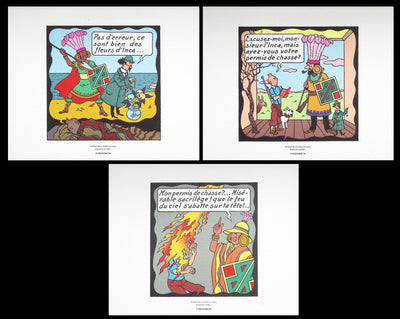 Pas d'erreur, ce
sont bien des
fleurs d'Inca...
Excusez-moi, mon-
sieur l'Inca, mais
avez-vous votre
permis de chasse?
Mon permis de chasse?... Misé-
rable sacrilège! que le feu
du ciel s'abatte sur ta tête!...